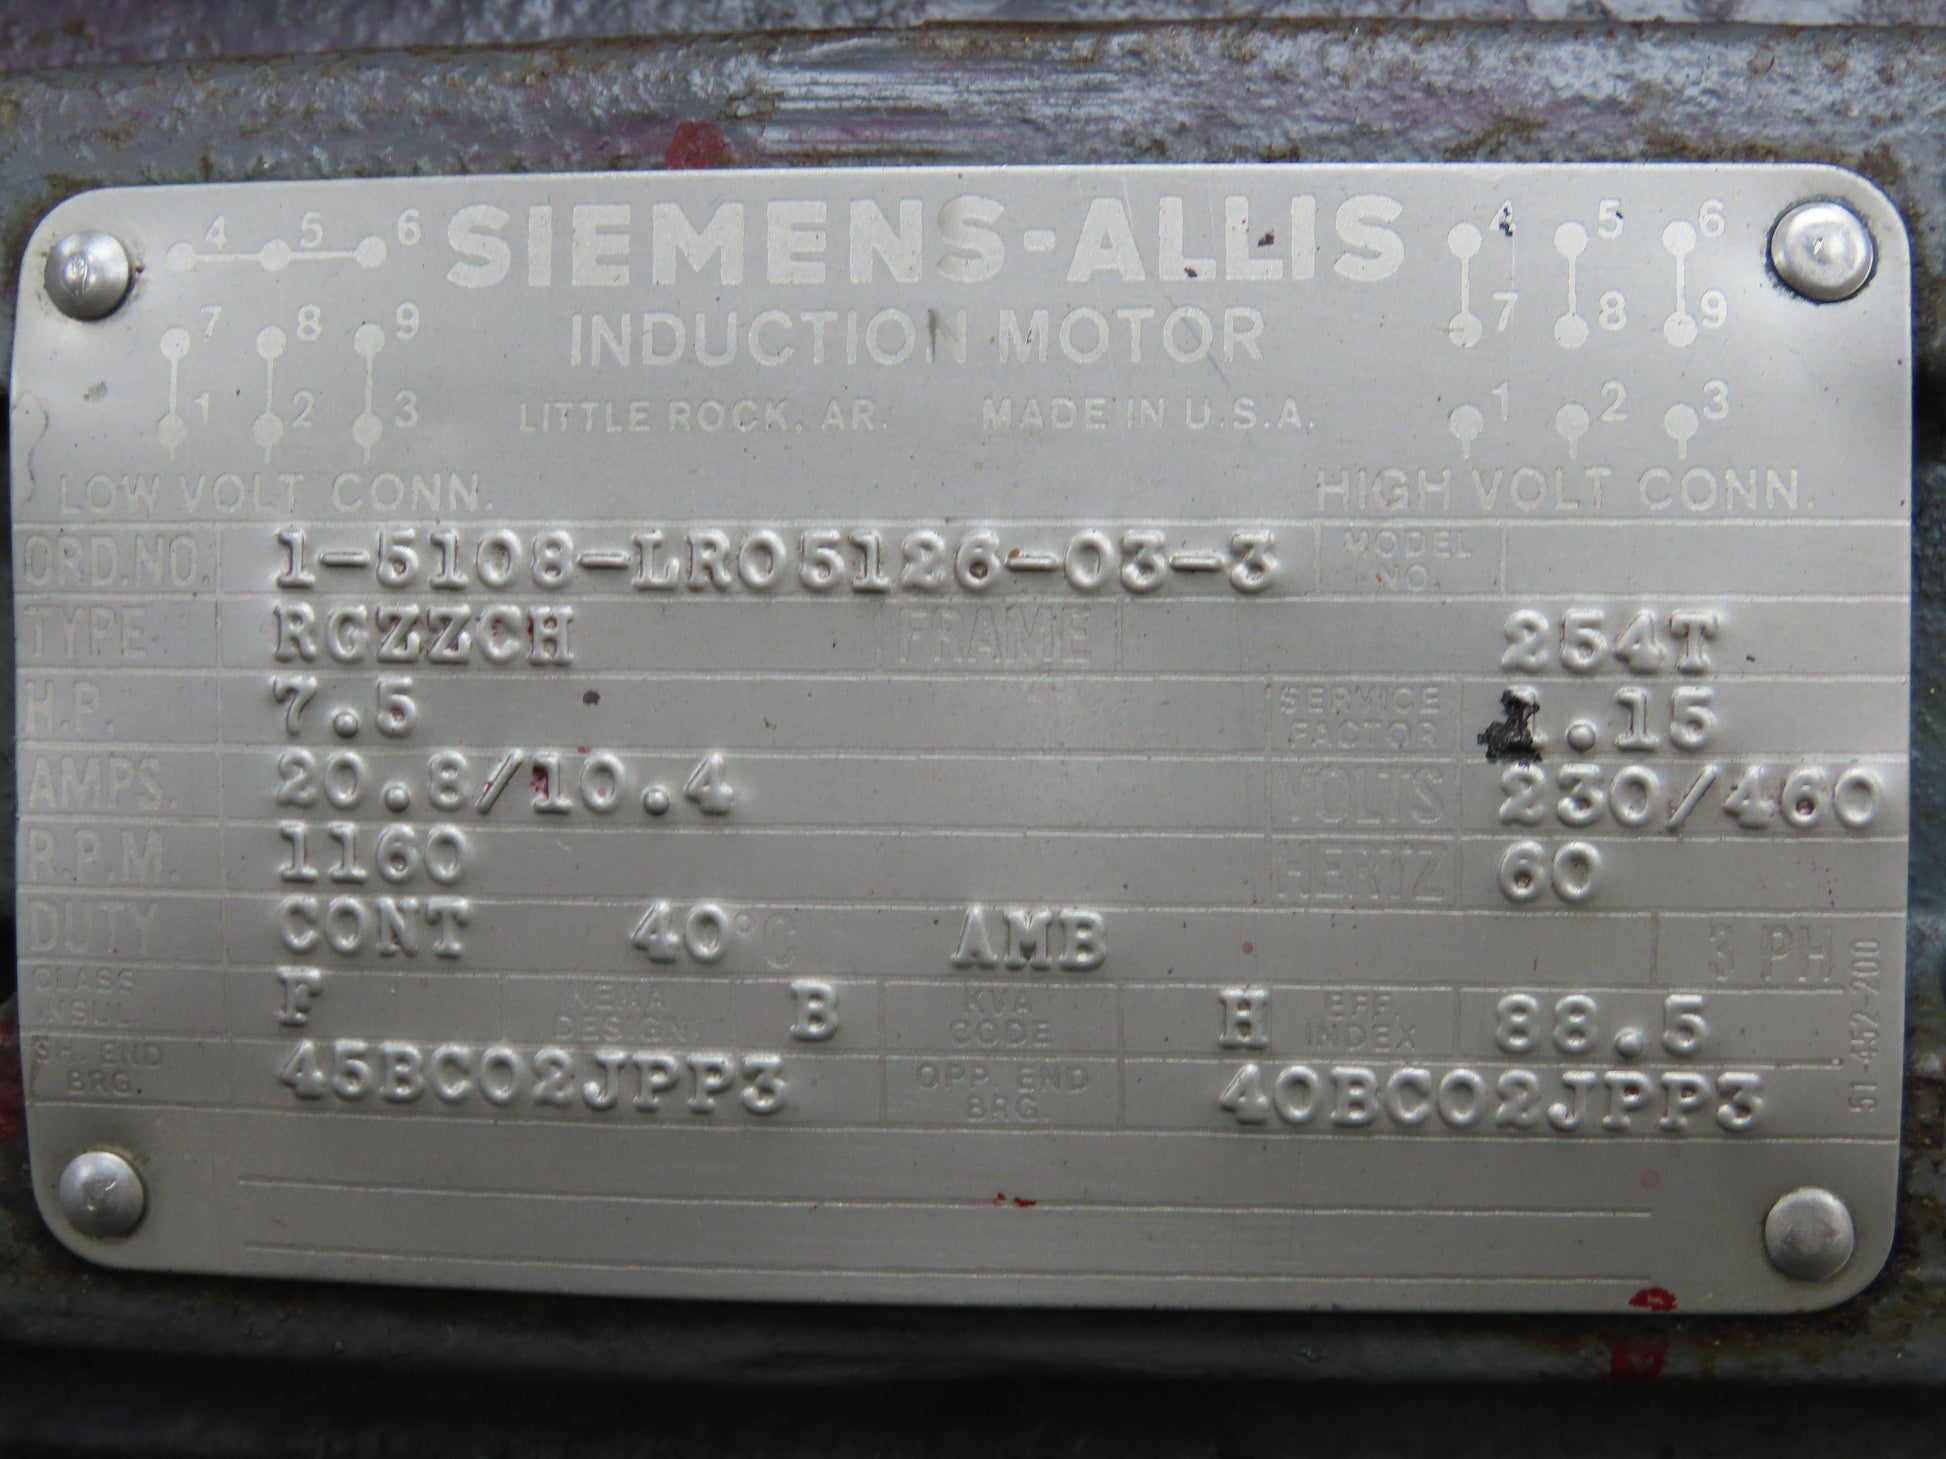 4 5 6
SIEMENS-ALLIS
4 5 6
7 8 9
INDUCTION MOTOR
7 8 9
1 2 3
LITTLE ROCK, AR. MADE IN U.S.A.
1 2 3
LOW VOLT CONN.
HIGH VOLT CONN.
ORD.NO. 1-5108-LR05126-03-3 MODEL NO.
TYPE RGZZCH FRAME 254T
H.P. 7.5 SERVICE FACTOR 1.15
AMPS. 20.8/10.4 VOLTS 230/460
R.P.M. 1160 HERTZ 60
DUTY CONT 40°C AMB 3 PH
CLASS INSUL. F NEMA DESIGN B KVA CODE H EFF. INDEX 88.5
SH. END BRG. 45BC02JPP3 OPP. END BRG. 40BC02JPP3
51-452-200